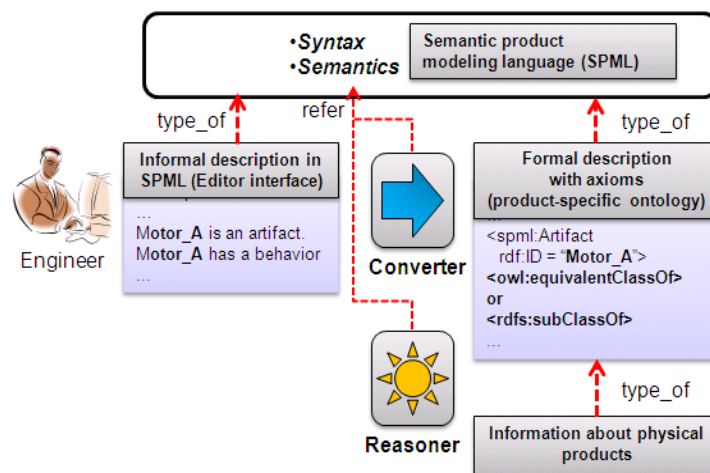 •Syntax
•Semantics
Semantic product
modeling language (SPML)
type_of
refer
type_of
Informal description in
SPML (Editor interface)
...
Motor_A is an artifact.
Motor_A has a behavior
...
Engineer
Converter
Formal description
with axioms
(product-specific ontology)
...
<spml:Artifact
rdf:ID = “Motor_A”>
<owl:equivalentClassOf>
or
<rdfs:subClassOf>
...
Reasoner
type_of
Information about physical
products